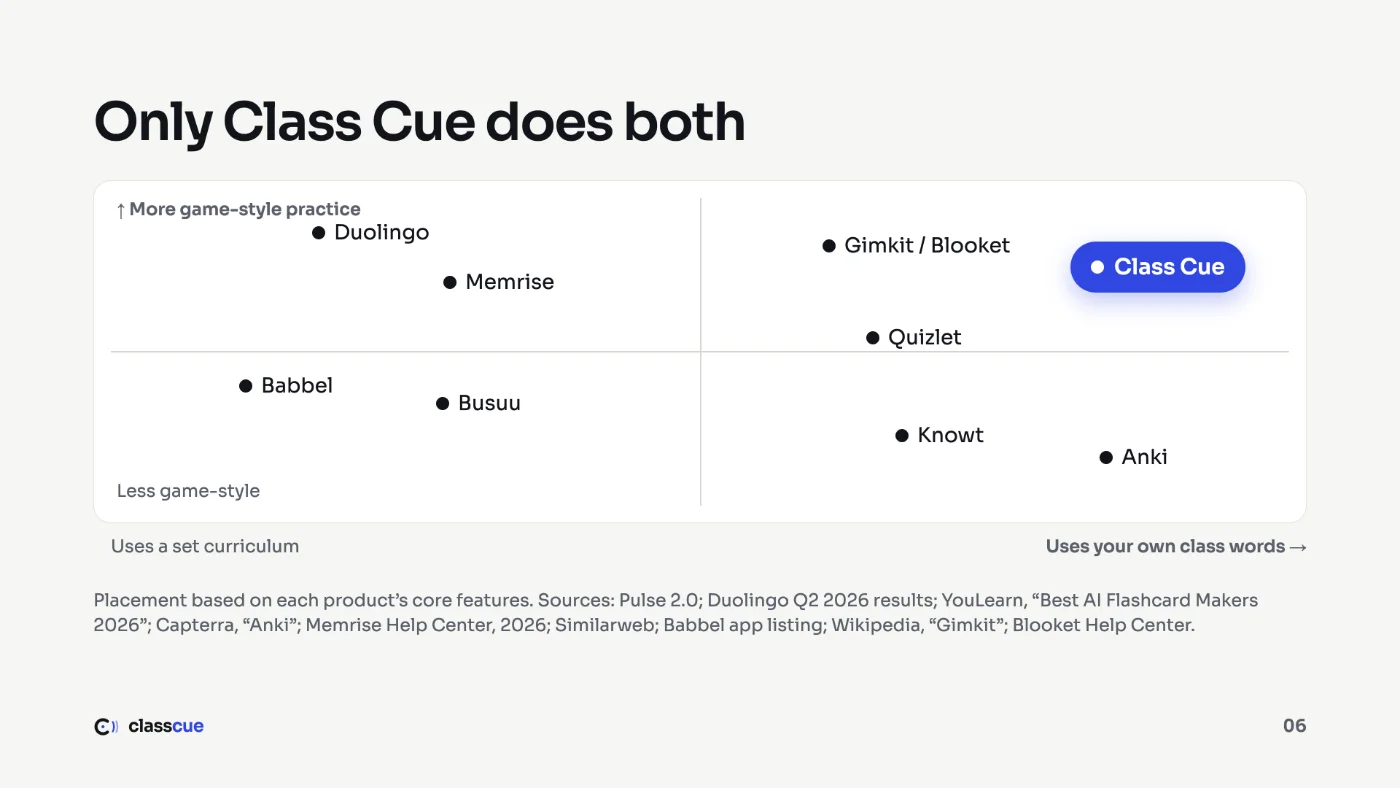 Only Class Cue does both
↑ More game-style practice
Duolingo
Gimkit / Blooket
Class Cue
Memrise
Quizlet
Babbel
Busuu
Knowt
Anki
Less game-style
Uses a set curriculum
Uses your own class words →
Placement based on each product’s core features. Sources: Pulse 2.0; Duolingo Q2 2026 results; YouLearn, “Best AI Flashcard Makers
2026”; Capterra, “Anki”; Memrise Help Center, 2026; Similarweb; Babbel app listing; Wikipedia, “Gimkit”; Blooket Help Center.
classcue
06